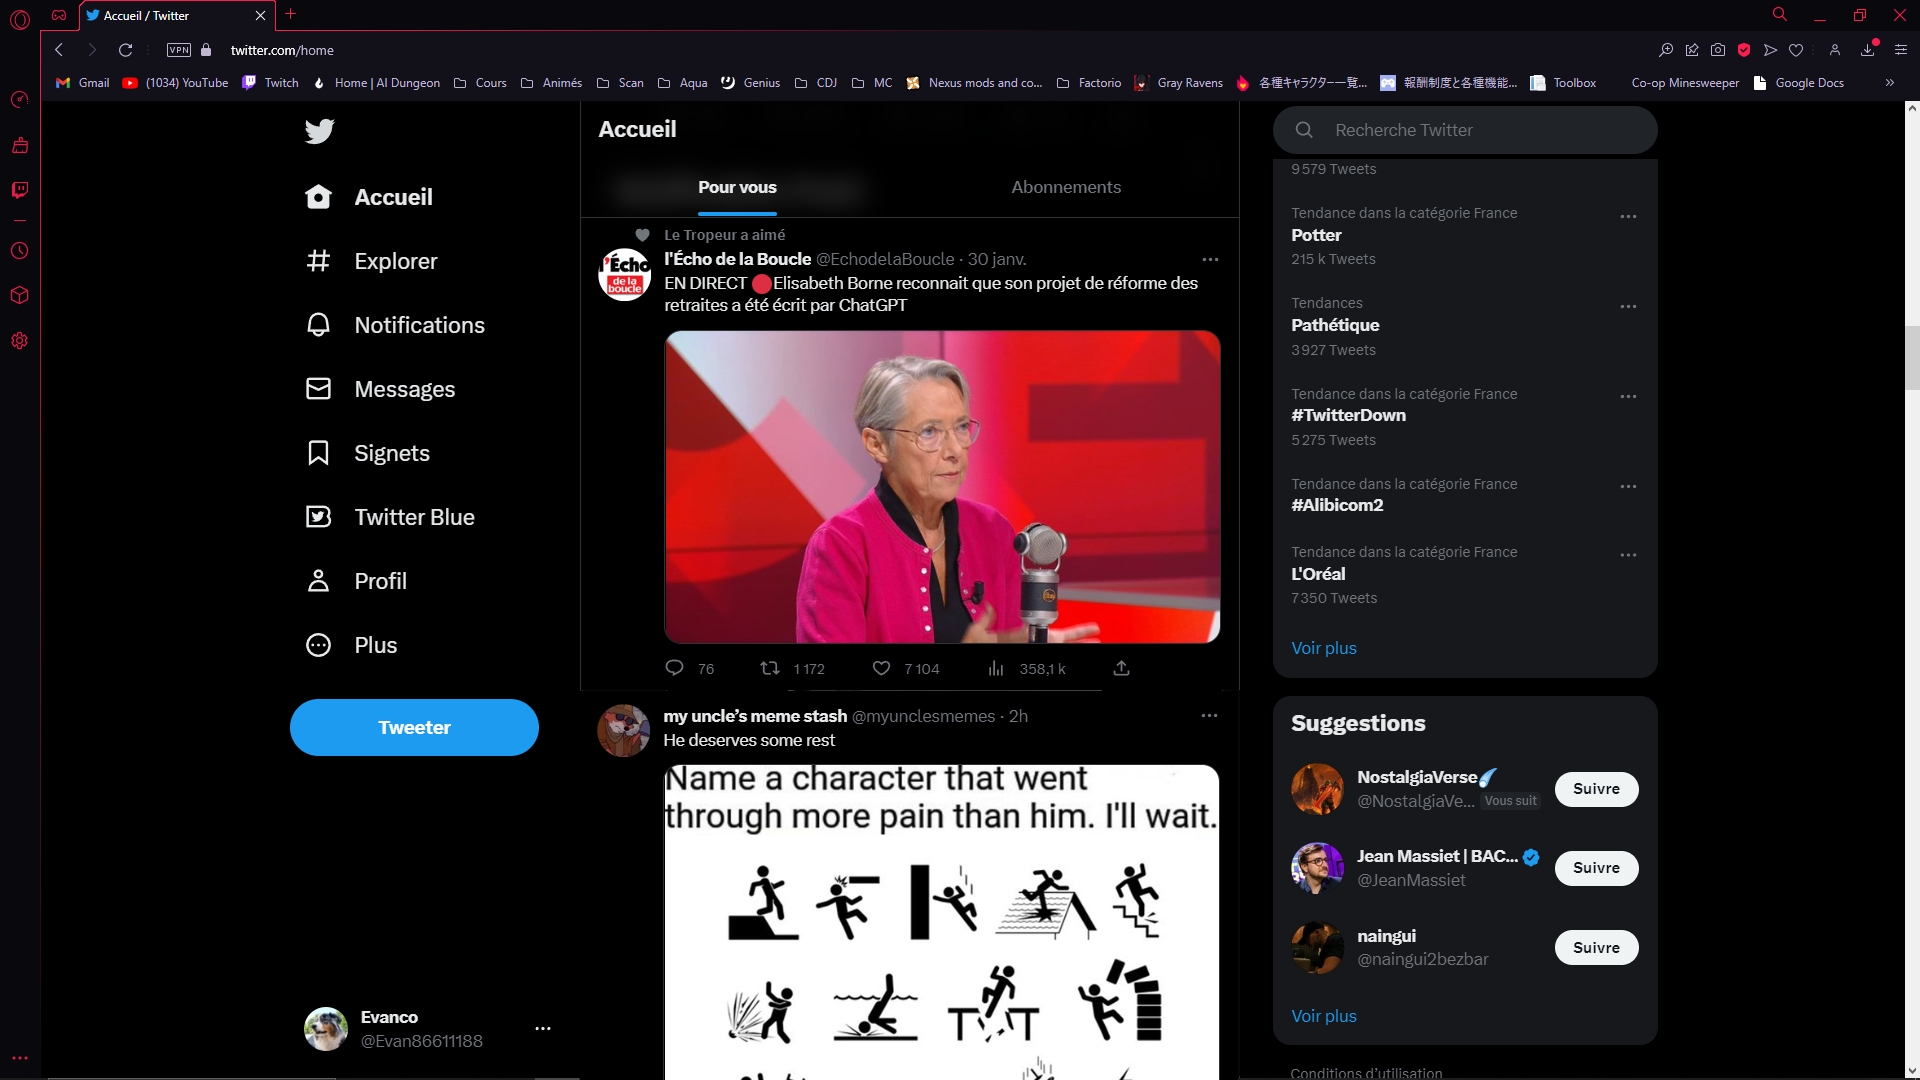 Accueil / Twitter
VPN
twitter.com/home
Gmail
(1034) YouTube
Twitch
Home | AI Dungeon
Cours
Animés
Scan
Aqua
Genius
CDJ
MC
Nexus mods and co...
Factorio
Gray Ravens
各種キャラクター一覧...
報酬制度と各種機能...
Toolbox
Co-op Minesweeper
Google Docs
Accueil
Explorer
Notifications
Messages
Signets
Twitter Blue
Profil
Plus
Tweeter
Evanco
@Evan86611188
Accueil
Pour vous
Abonnements
Le Tropeur a aimé
l'Écho de la Boucle @EchodelaBoucle · 30 janv.
l'Écho
de la
boucle
EN DIRECT 🔴Elisabeth Borne reconnait que son projet de réforme des
retraites a été écrit par ChatGPT
76
1 172
7 104
358,1 k
my uncle’s meme stash @myunclesmemes · 2h
He deserves some rest
Name a character that went
through more pain than him. I'll wait.
Recherche Twitter
9 579 Tweets
Tendance dans la catégorie France
Potter
215 k Tweets
Tendances
Pathétique
3 927 Tweets
Tendance dans la catégorie France
#TwitterDown
5 275 Tweets
Tendance dans la catégorie France
#Alibicom2
Tendance dans la catégorie France
L'Oréal
7 350 Tweets
Voir plus
Suggestions
NostalgiaVerse
@NostalgiaVe... Vous suit
Suivre
Jean Massiet | BAC...
@JeanMassiet
Suivre
naingui
@naingui2bezbar
Suivre
Voir plus
Conditions d’utilisation